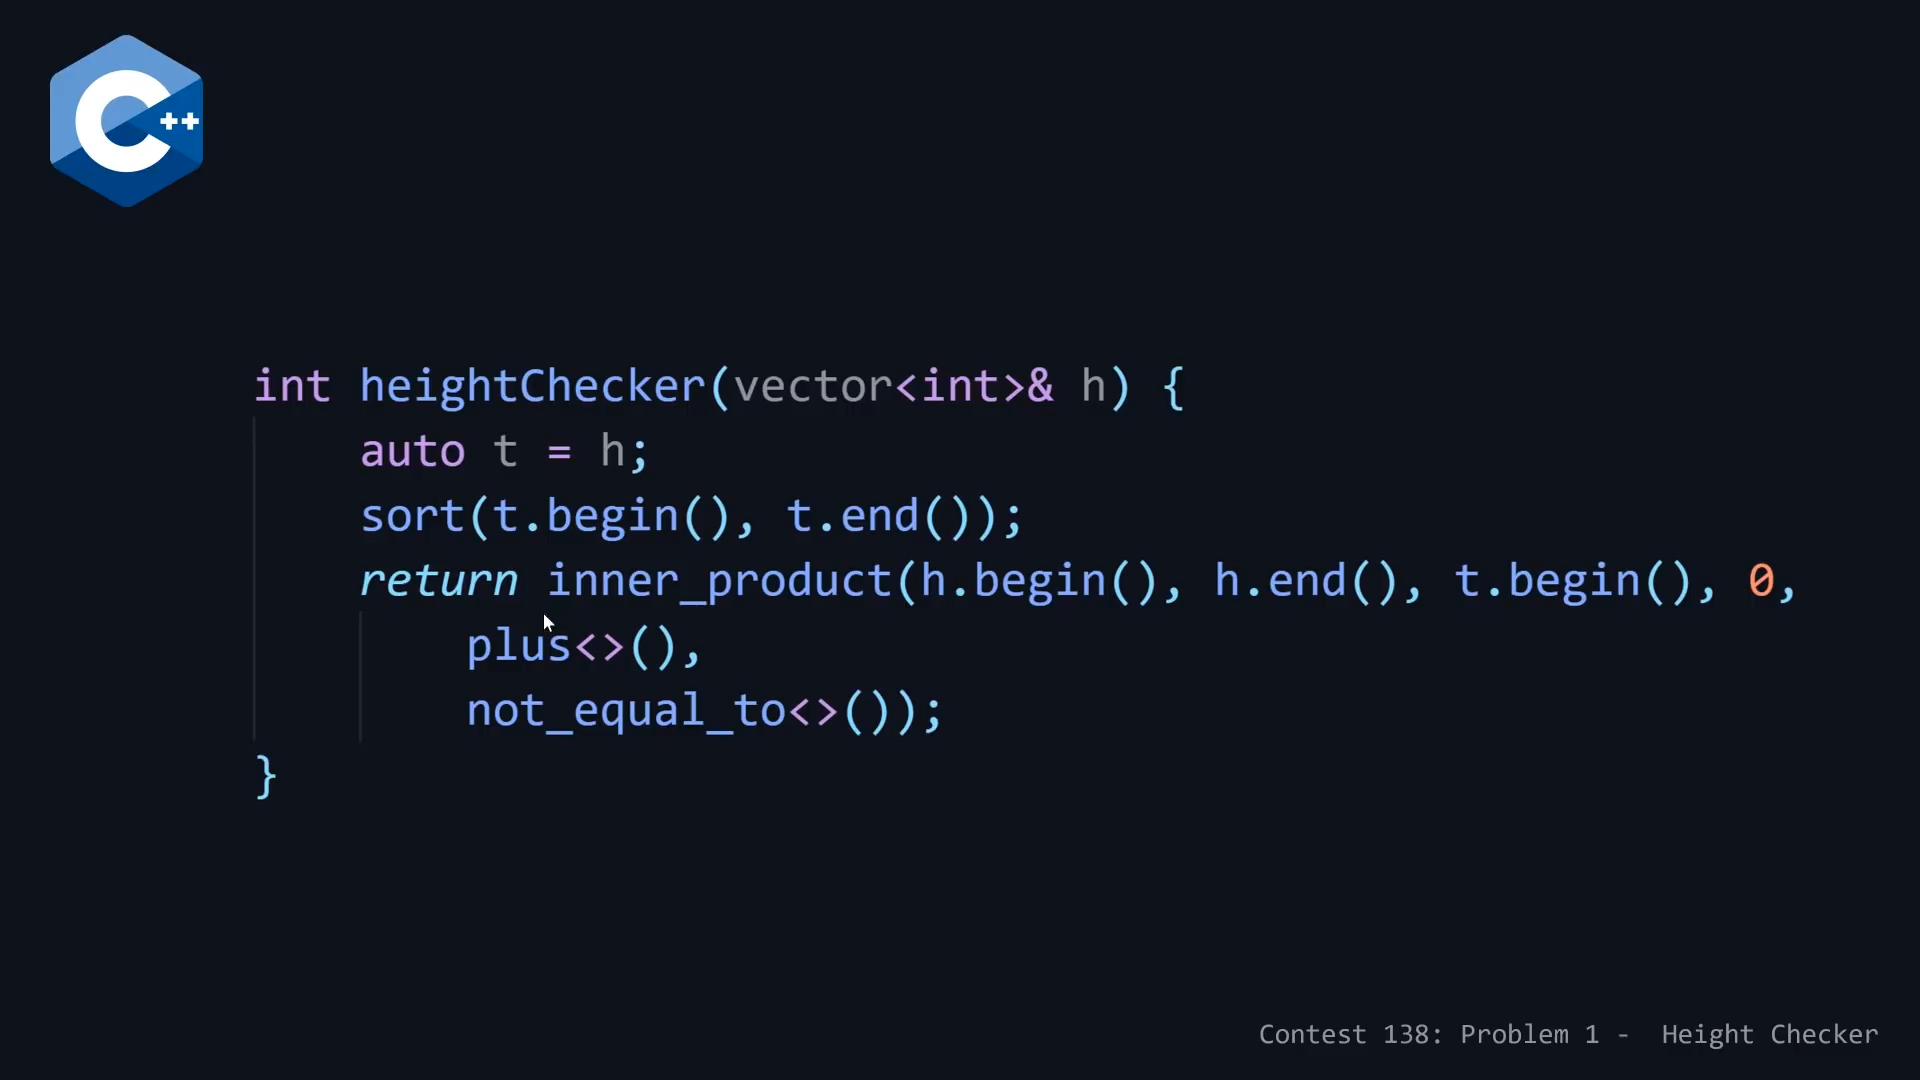 C++
int heightChecker(vector<int>& h) {
auto t = h;
sort(t.begin(), t.end());
return inner_product(h.begin(), h.end(), t.begin(), 0,
plus<>(),
not_equal_to<>());
}
Contest 138: Problem 1 - Height Checker